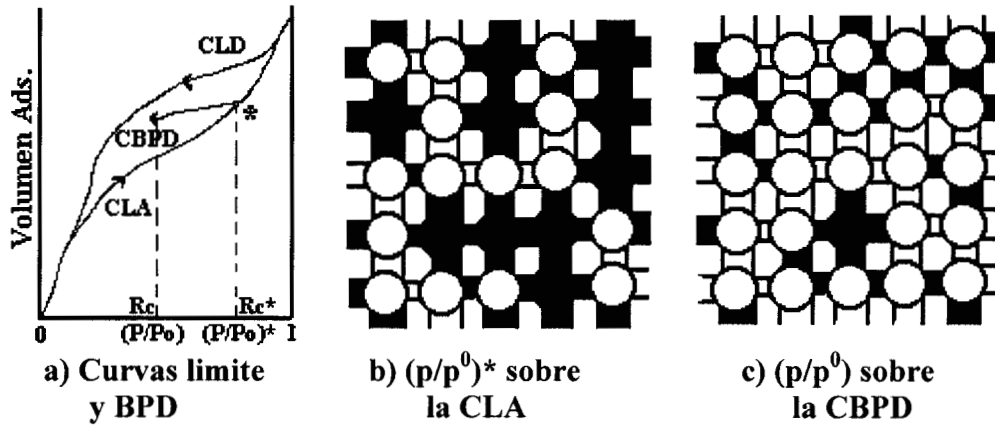 Volumen Ads.
CLD
*
CBPD
CLA
Rc Rc*
0 (P/Po) (P/Po)* 1
a) Curvas limite
y BPD
b) (p/p⁰)* sobre
la CLA
c) (p/p⁰) sobre
la CBPD